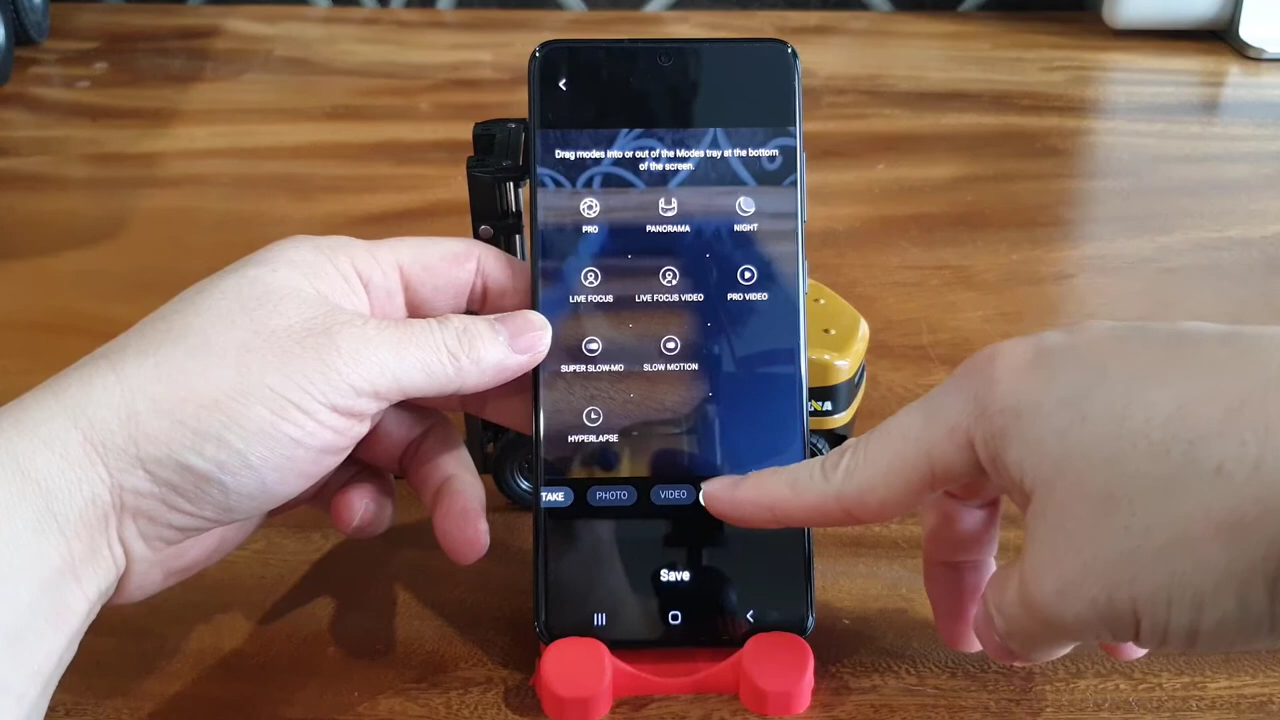 Drag modes into or out of the Modes tray at the bottom
of the screen.
PRO
PANORAMA
NIGHT
LIVE FOCUS
LIVE FOCUS VIDEO
PRO VIDEO
SUPER SLOW-MO
SLOW MOTION
HYPERLAPSE
TAKE
PHOTO
VIDEO
Save